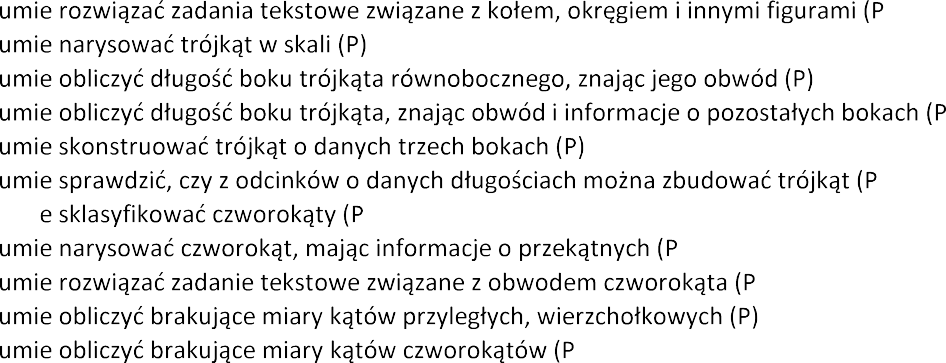 umie rozwiązać zadania tekstowe związane z kołem, okręgiem i innymi figurami (P
umie narysować trójkąt w skali (P)
umie obliczyć długość boku trójkąta równobocznego, znając jego obwód (P)
umie obliczyć długość boku trójkąta, znając obwód i informacje o pozostałych bokach (P
umie skonstruować trójkąt o danych trzech bokach (P)
umie sprawdzić, czy z odcinków o danych długościach można zbudować trójkąt (P
e sklasyfikować czworokąty (P
umie narysować czworokąt, mając informacje o przekątnych (P
umie rozwiązać zadanie tekstowe związane z obwodem czworokąta (P
umie obliczyć brakujące miary kątów przyległych, wierzchołkowych (P)
umie obliczyć brakujące miary kątów czworokątów (P